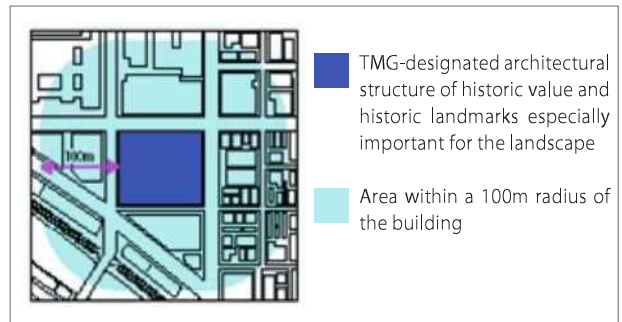 100m
TMG-designated architectural
structure of historic value and
historic landmarks especially
important for the landscape
Area within a 100m radius of
the building